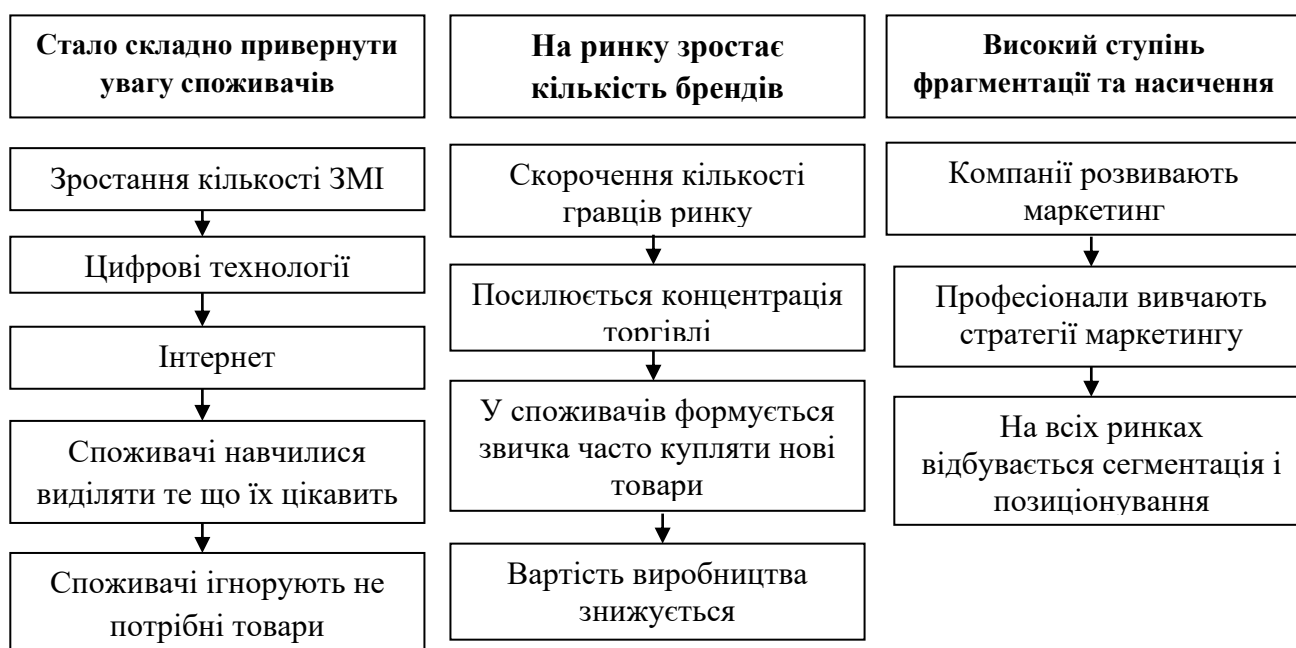 Стало складно привернути
увагу споживачів
На ринку зростає
кількість брендів
Високий ступінь
фрагментації та насичення
Зростання кількості ЗМІ
Цифрові технології
Інтернет
Споживачі навчилися
виділяти те що їх цікавить
Споживачі ігнорують не
потрібні товари
Скорочення кількості
гравців ринку
Посилюється концентрація
торгівлі
У споживачів формується
звичка часто купляти нові
товари
Вартість виробництва
знижується
Компанії розвивають
маркетинг
Професіонали вивчають
стратегії маркетингу
На всіх ринках
відбувається сегментація і
позиціонування